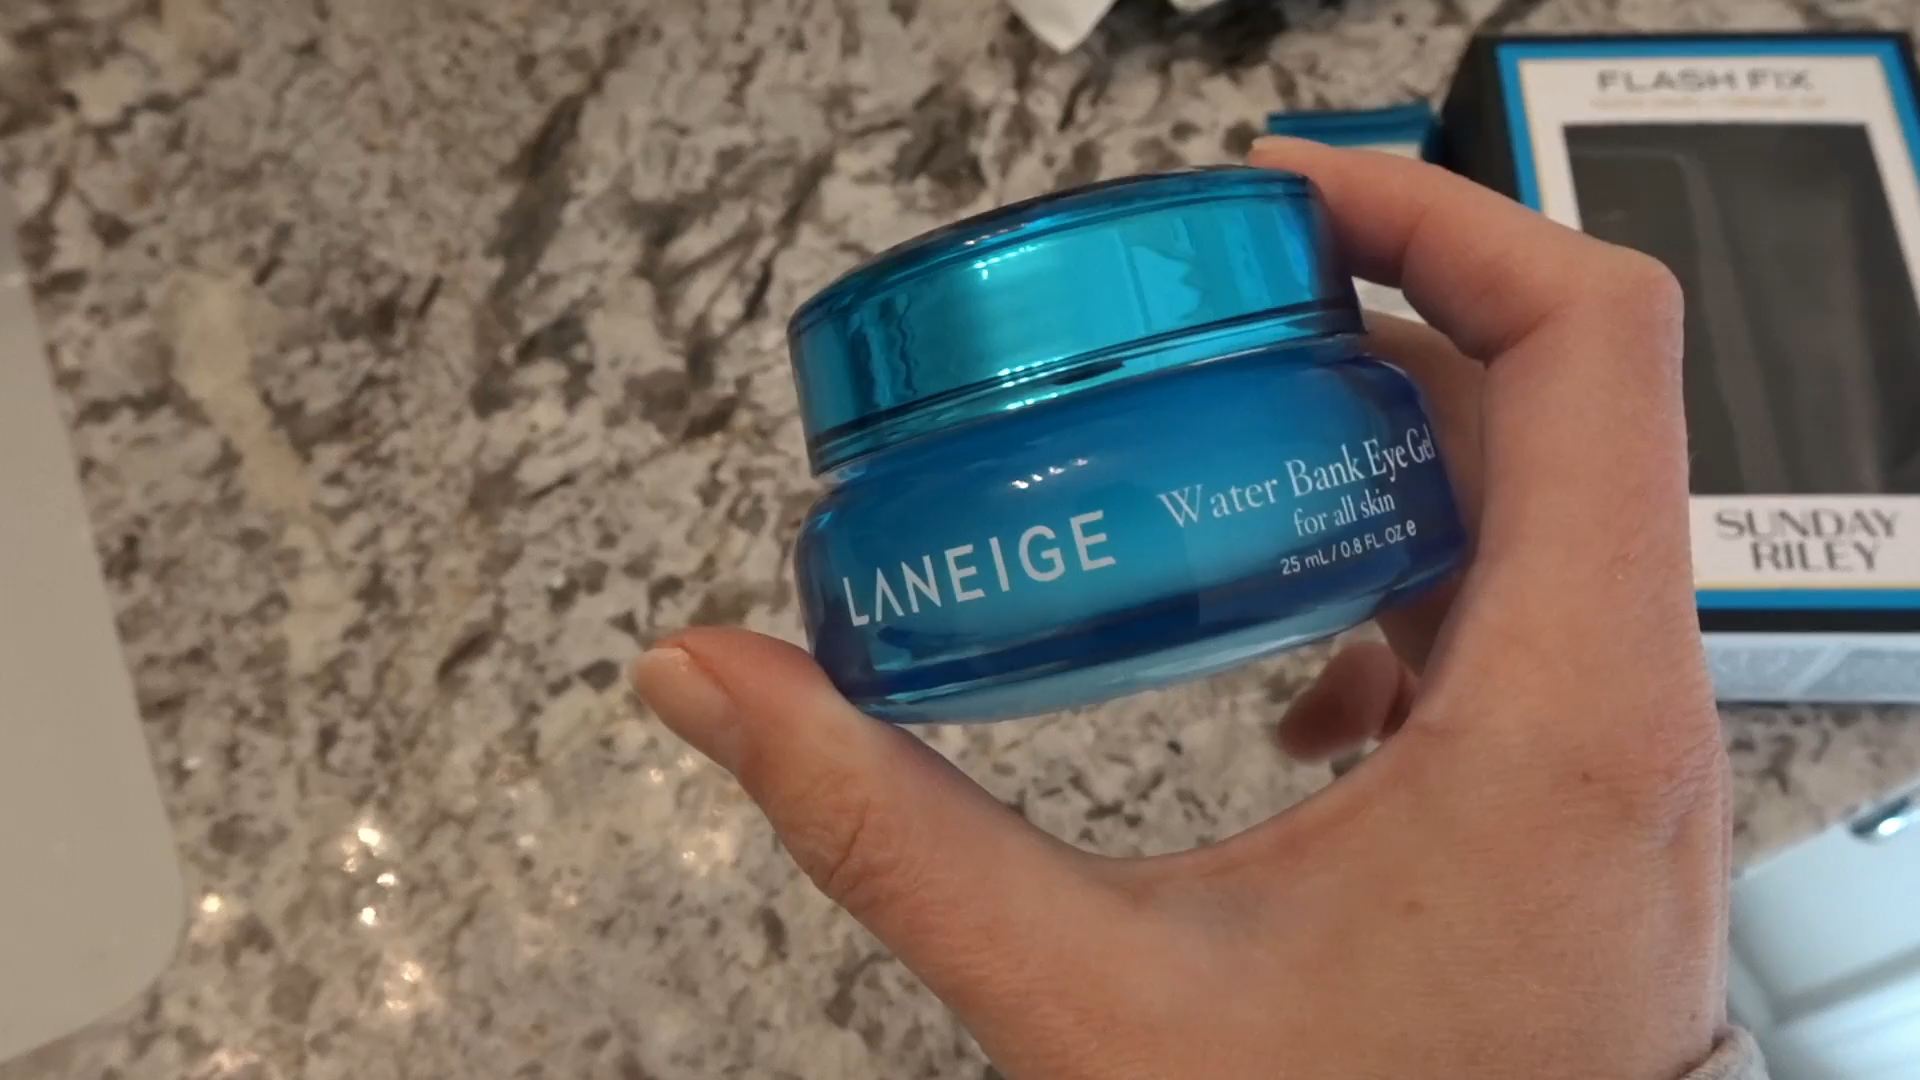 LANEIGE
Water Bank Eye Gel
for all skin
25 mL / 0.8 FL. OZ e
FLASH FIX
SUNDAY
RILEY